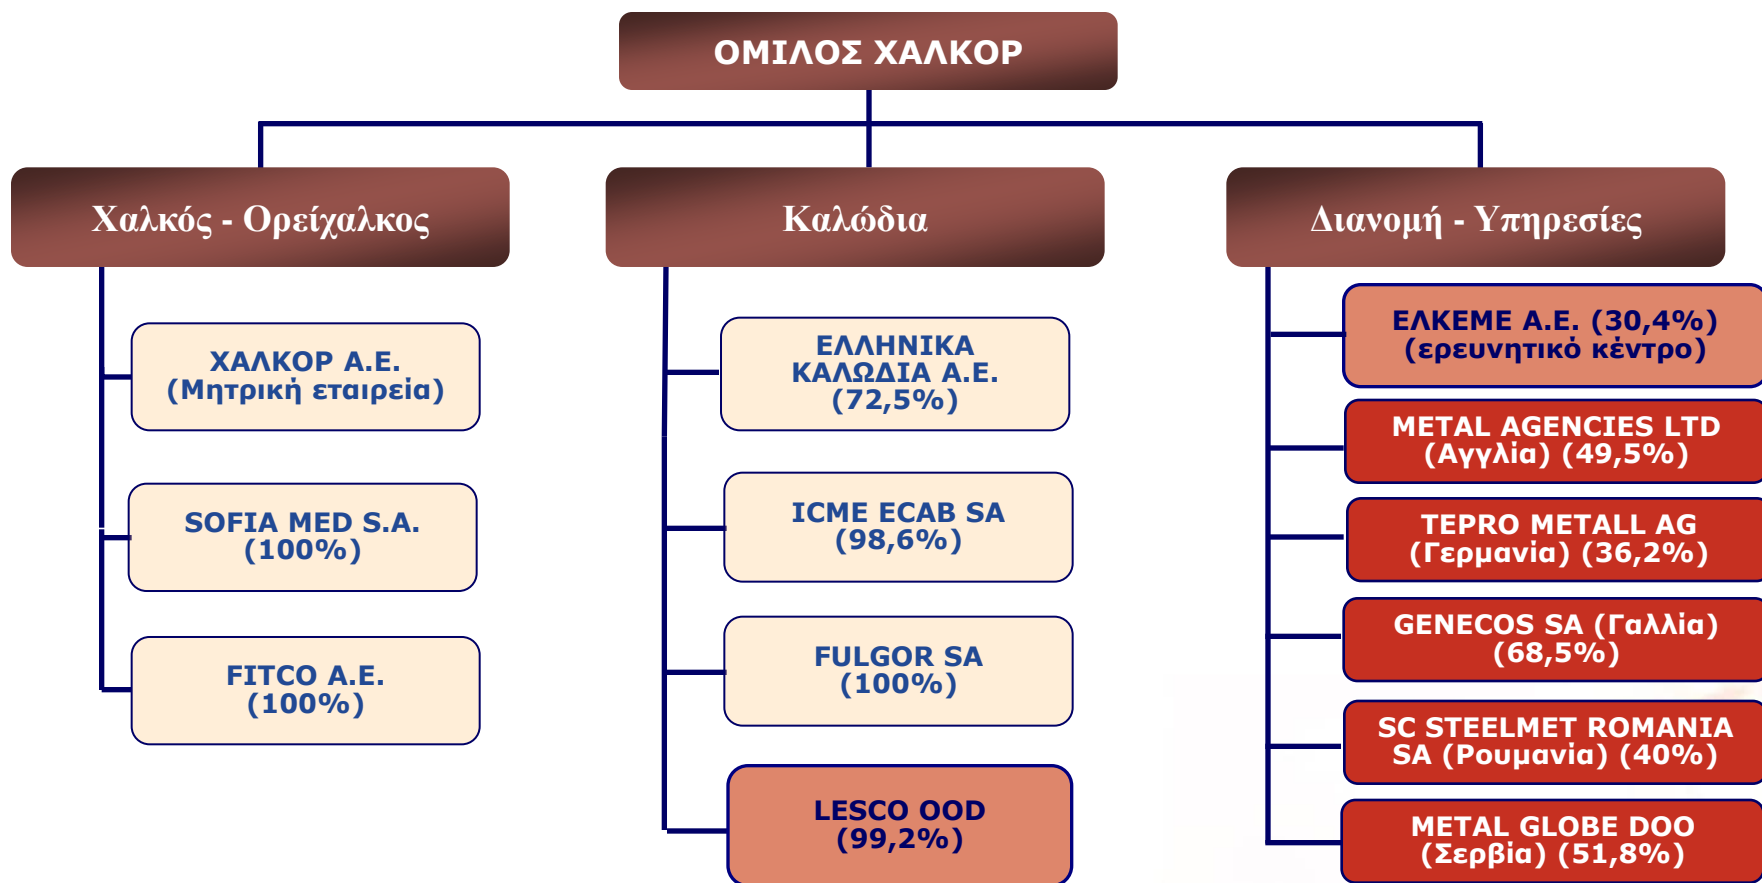 ΟΜΙΛΟΣ ΧΑΛΚΟΡ
Χαλκός - Ορείχαλκος
ΧΑΛΚΟΡ Α.Ε.
(Μητρική εταιρεία)
SOFIA MED S.A.
(100%)
FITCO Α.Ε.
(100%)
Καλώδια
ΕΛΛΗΝΙΚΑ
ΚΑΛΩΔΙΑ Α.Ε.
(72,5%)
ICME ECAB SA
(98,6%)
FULGOR SA
(100%)
LESCO OOD
(99,2%)
Διανομή - Υπηρεσίες
ΕΛΚΕΜΕ Α.Ε. (30,4%)
(ερευνητικό κέντρο)
METAL AGENCIES LTD
(Αγγλία) (49,5%)
TEPRO METALL AG
(Γερμανία) (36,2%)
GENECOS SA (Γαλλία)
(68,5%)
SC STEELMET ROMANIA
SA (Ρουμανία) (40%)
METAL GLOBE DOO
(Σερβία) (51,8%)